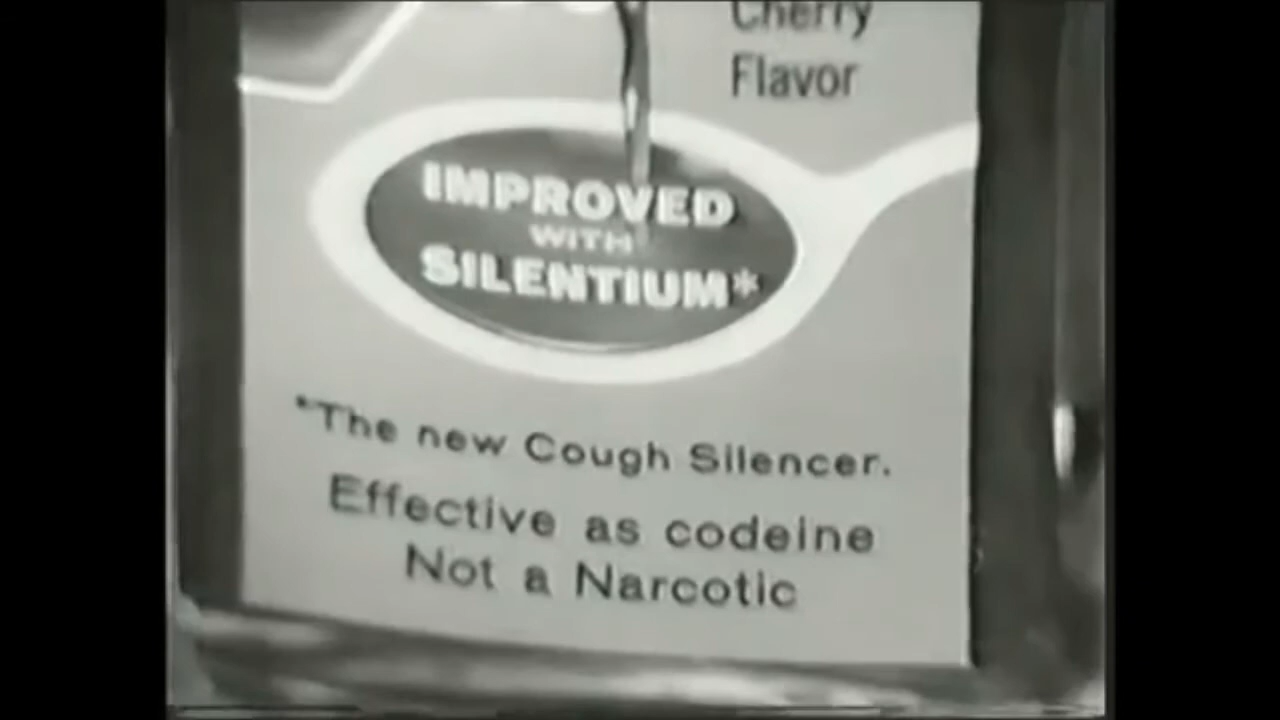 Cherry
Flavor
IMPROVED
WITH
SILENTIUM*
*The new Cough Silencer.
Effective as codeine
Not a Narcotic